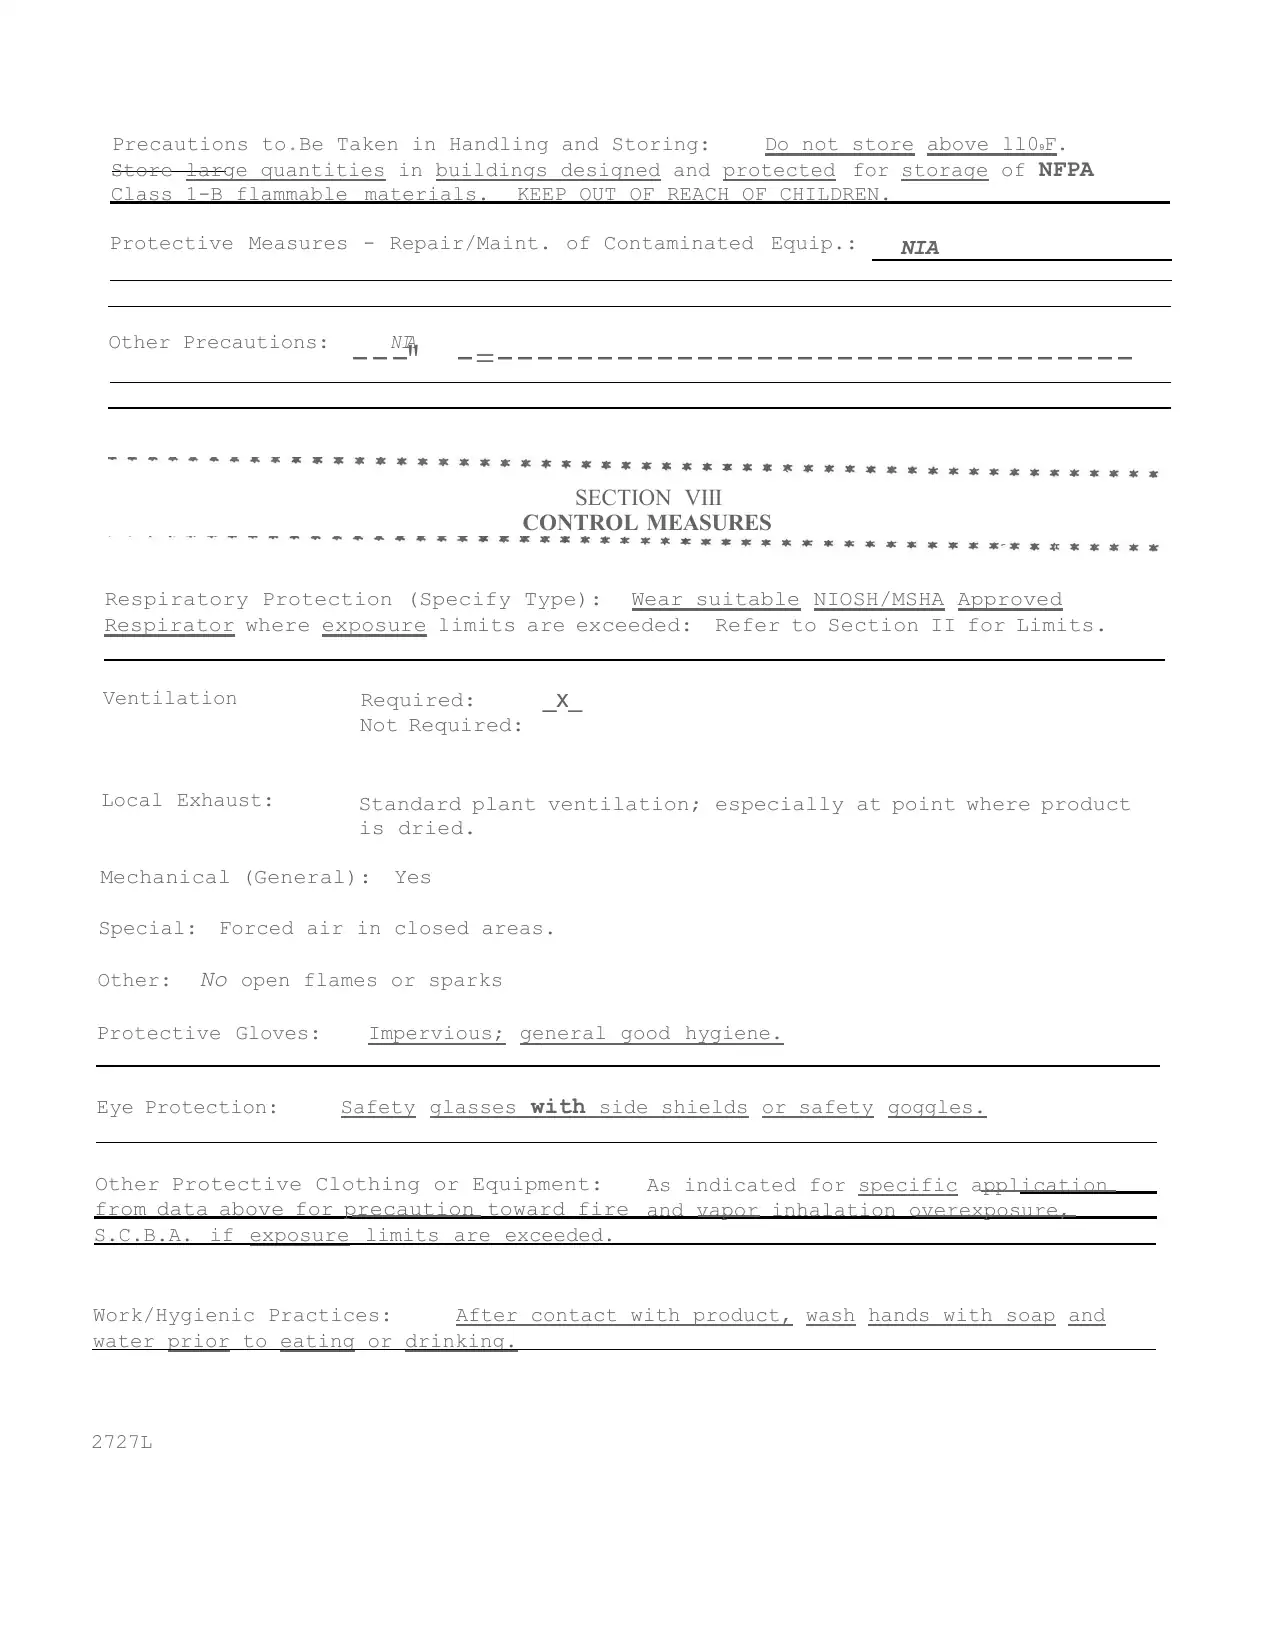 Precautions to.Be Taken in Handling and Storing: Do not store above ll0ºF.
Store large quantities in buildings designed and protected for storage of NFPA
Class 1-B flammable materials. KEEP OUT OF REACH OF CHILDREN.
Protective Measures - Repair/Maint. of Contaminated Equip.: NIA
Other Precautions: NIA
SECTION VIII
CONTROL MEASURES
Respiratory Protection (Specify Type): Wear suitable NIOSH/MSHA Approved
Respirator where exposure limits are exceeded: Refer to Section II for Limits.
Ventilation Required: _X_
Not Required:
Local Exhaust: Standard plant ventilation; especially at point where product
is dried.
Mechanical (General): Yes
Special: Forced air in closed areas.
Other: No open flames or sparks
Protective Gloves: Impervious; general good hygiene.
Eye Protection: Safety glasses with side shields or safety goggles.
Other Protective Clothing or Equipment: As indicated for specific application
from data above for precaution toward fire and vapor inhalation overexposure.
S.C.B.A. if exposure limits are exceeded.
Work/Hygienic Practices: After contact with product, wash hands with soap and
water prior to eating or drinking.
2727L